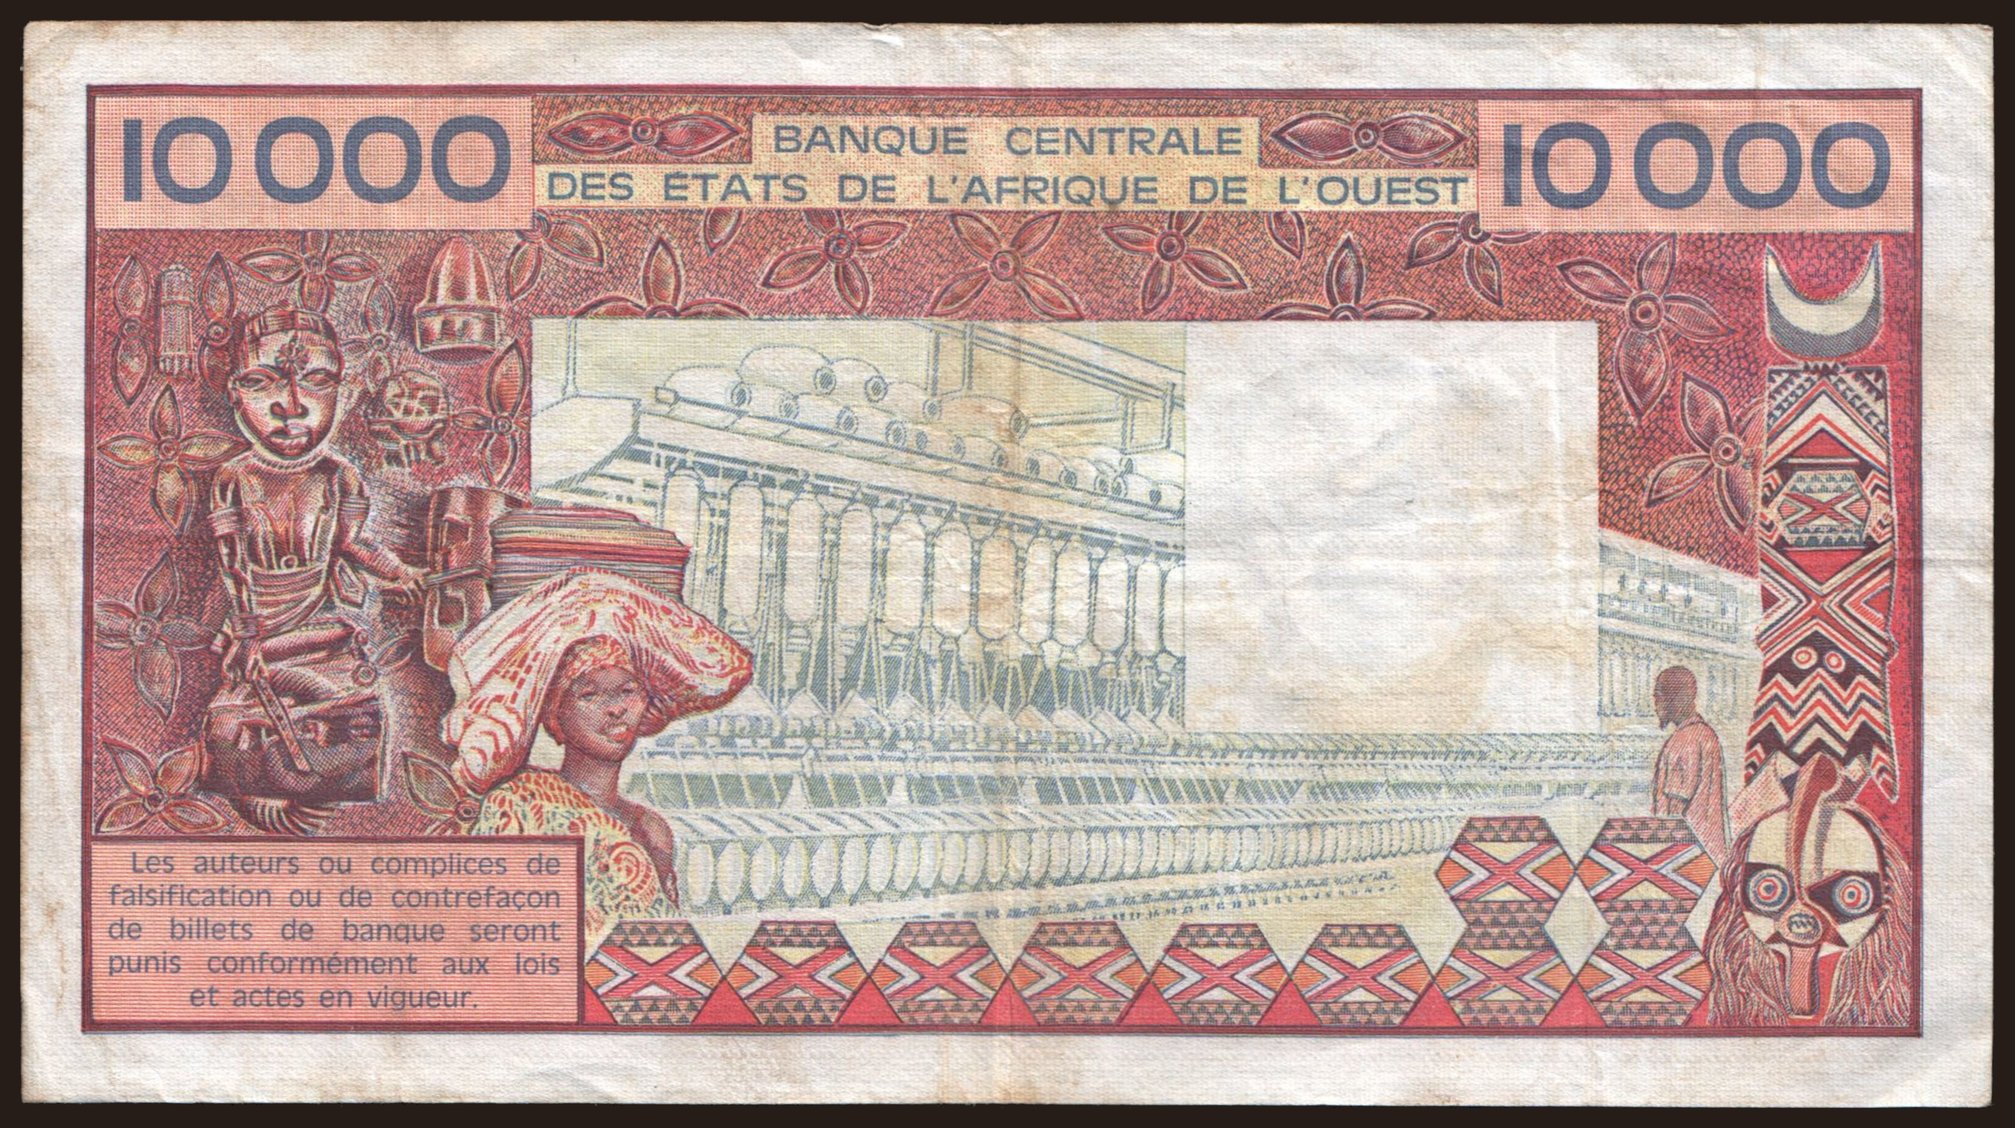 10 000 BANQUE CENTRALE 10 000
DES ÉTATS DE L'AFRIQUE DE L'OUEST
Les auteurs ou complices de
falsification ou de contrefaçon
de billets de banque seront
punis conformément aux lois
et actes en vigueur.